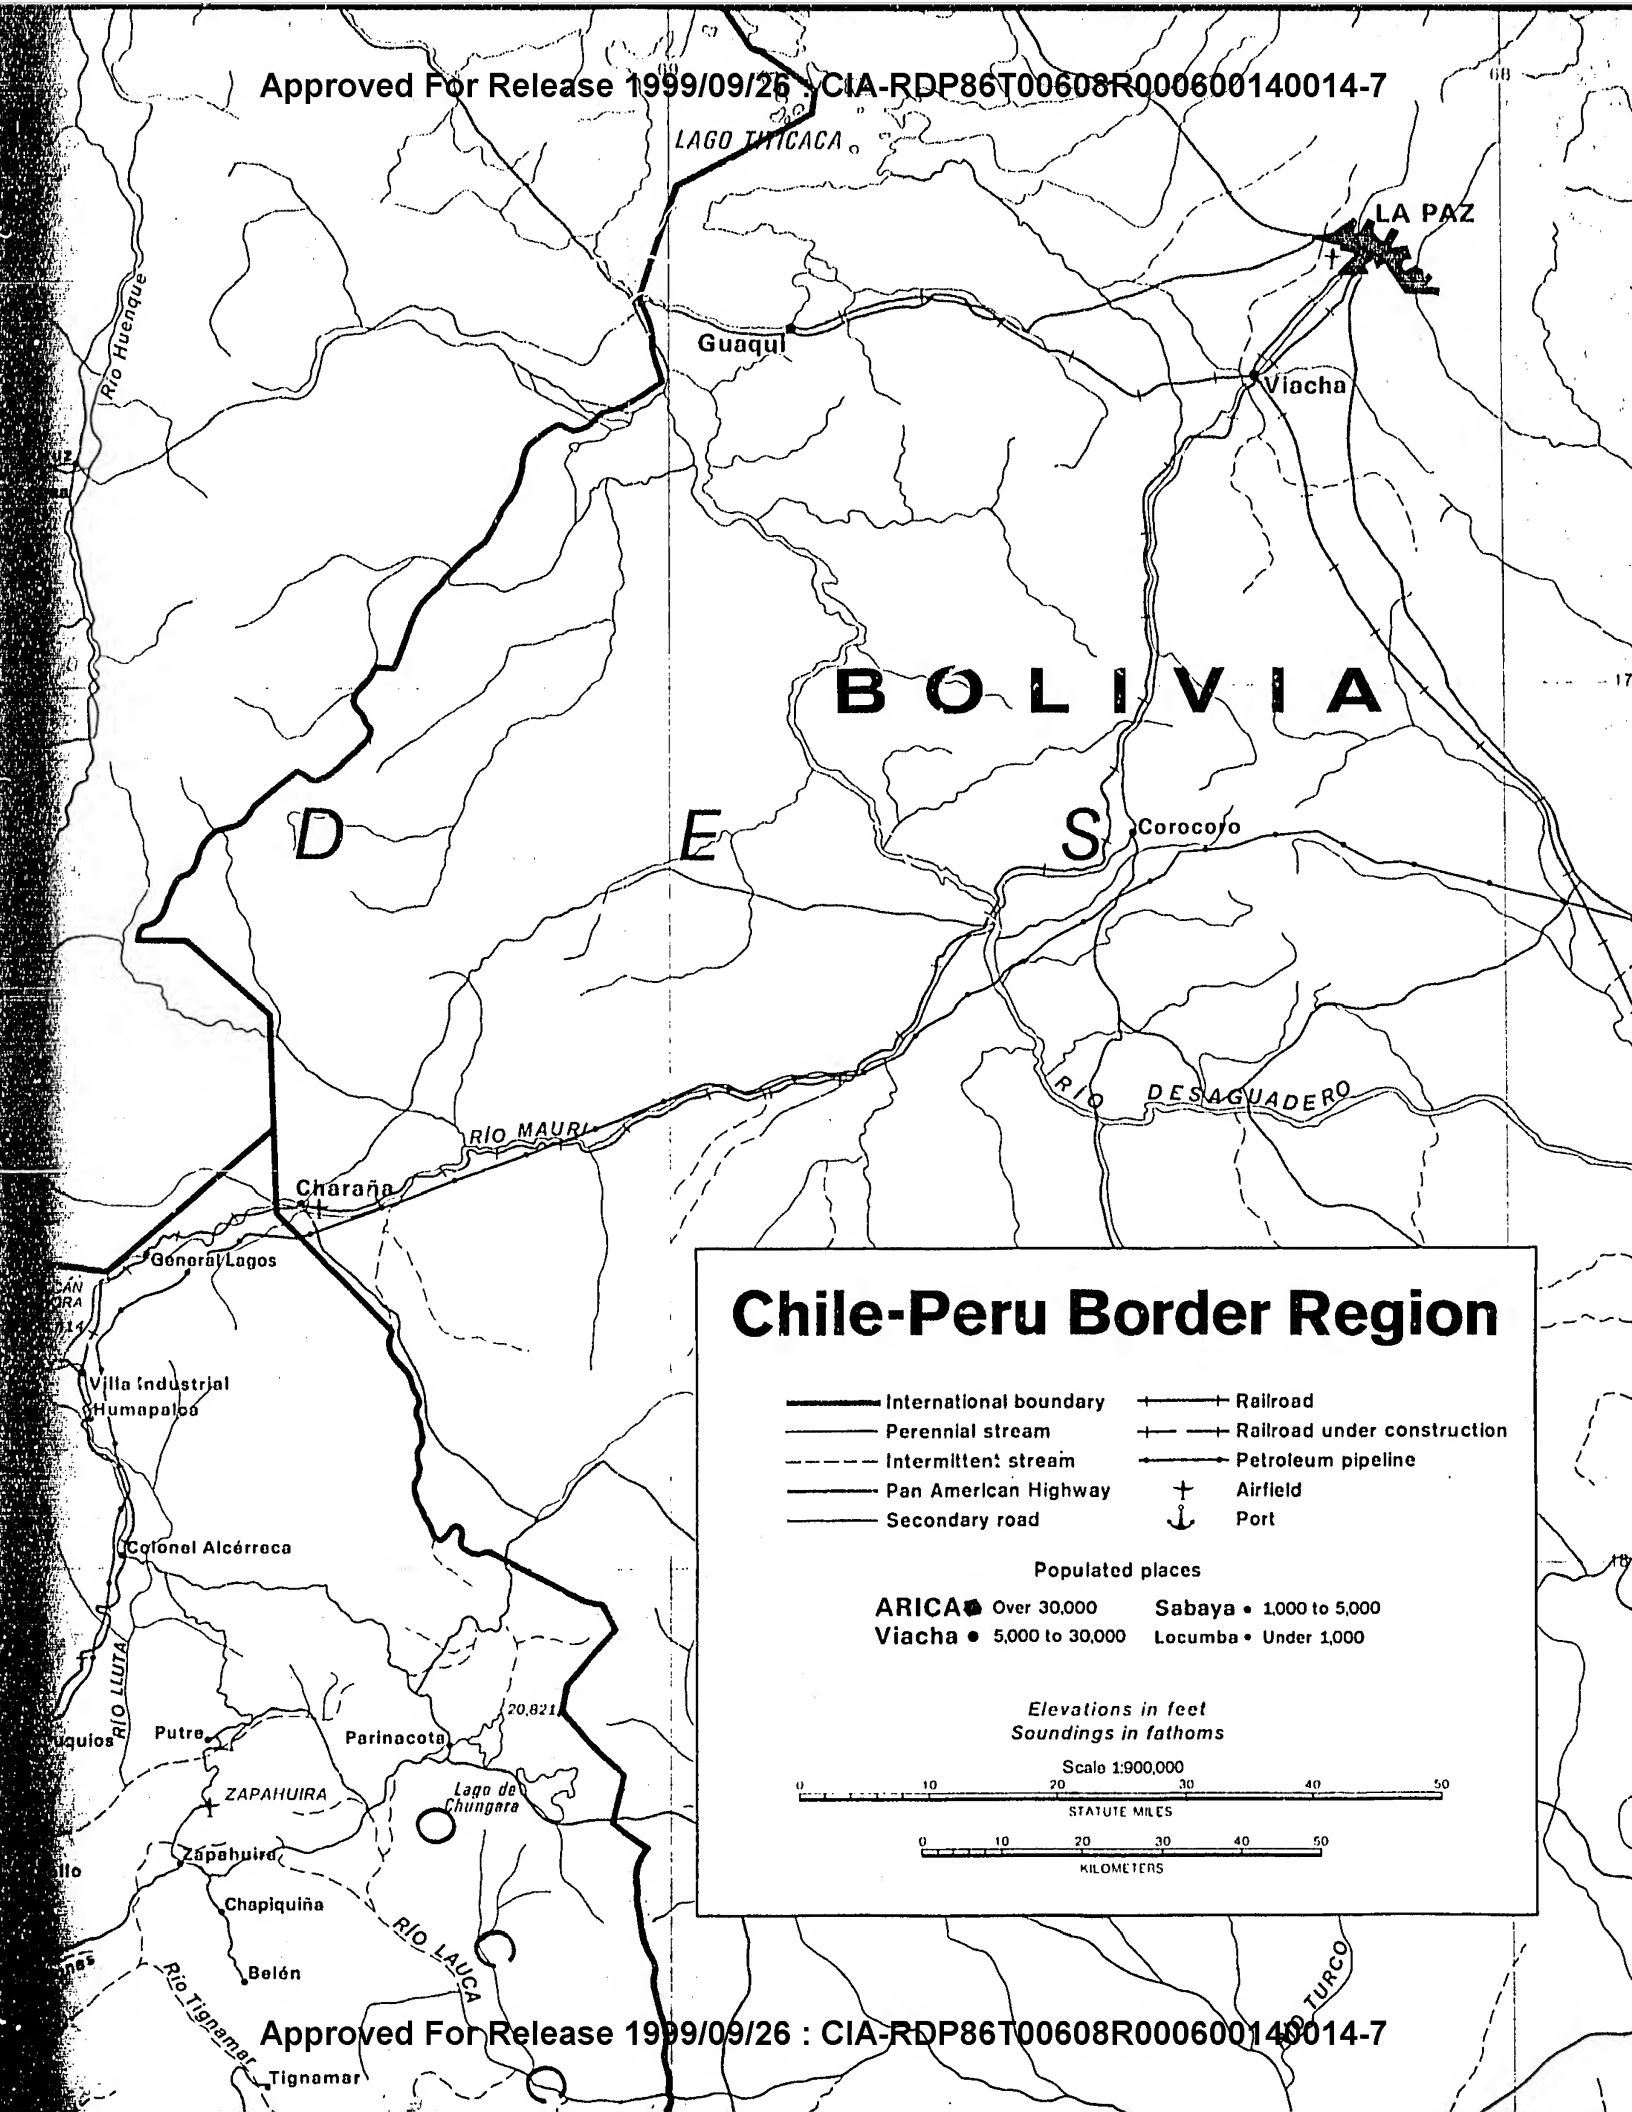 69
68
Approved For Release 1999/09/26 : CIA-RDP86T00608R000600140014-7
LAGO TITICACA
LA PAZ
Río Huenque
Guaqui
Viacha
BOLIVIA
17
D E S
Corocoro
RÍO DESAGUADERO
RÍO MAURI
Charaña
General Lagos
Villa Industrial
Humapalca
Colonel Alcérreca
RÍO LLUTA
20,821
Putre
Parinacota
ZAPAHUIRA
Lago de
Chungara
Zapahuira
Chapiquiña
RÍO LAUCA
Belén
Río Tignamar
Tignamar
18
Chile-Peru Border Region
International boundary
Railroad
Perennial stream
Railroad under construction
Intermittent stream
Petroleum pipeline
Pan American Highway
Airfield
Secondary road
Port
Populated places
ARICA Over 30,000
Sabaya 1,000 to 5,000
Viacha 5,000 to 30,000
Locumba Under 1,000
Elevations in feet
Soundings in fathoms
Scale 1:900,000
0 10 20 30 40 50
STATUTE MILES
0 10 20 30 40 50
KILOMETERS
TURCO
Approved For Release 1999/09/26 : CIA-RDP86T00608R000600140014-7